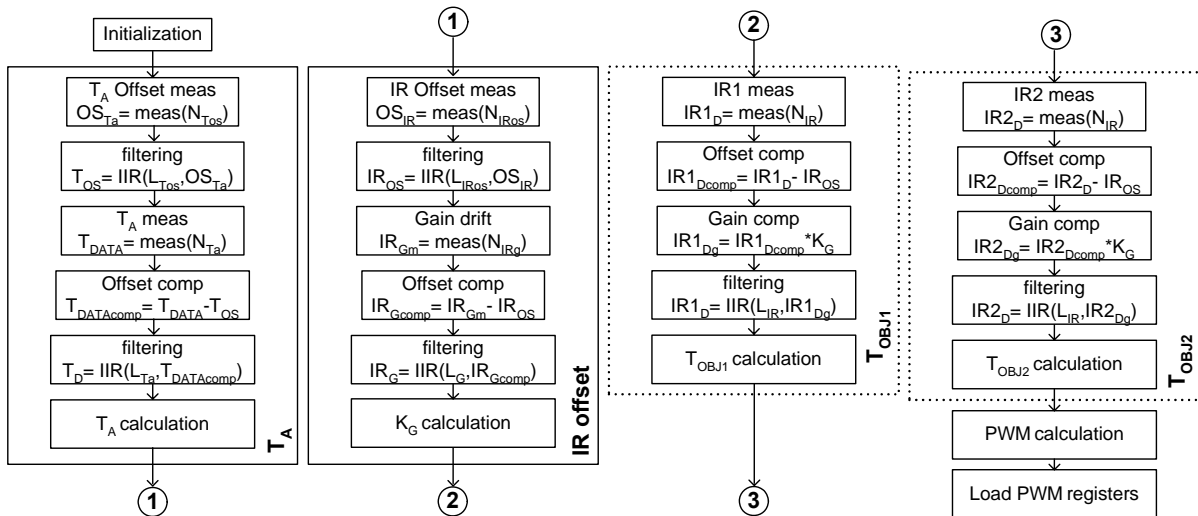 Initialization
T_A Offset meas
OS_Ta= meas(N_Tos)
filtering
T_OS= IIR(L_Tos,OS_Ta)
T_A meas
T_DATA= meas(N_Ta)
Offset comp
T_DATAcomp= T_DATA-T_OS
filtering
T_D= IIR(L_Ta,T_DATAcomp)
T_A calculation
T_A
1
1
IR Offset meas
OS_IR= meas(N_IRos)
filtering
IR_OS= IIR(L_IRos,OS_IR)
Gain drift
IR_Gm= meas(N_IRg)
Offset comp
IR_Gcomp= IR_Gm- IR_OS
filtering
IR_G= IIR(L_G,IR_Gcomp)
K_G calculation
IR offset
2
2
IR1 meas
IR1_D= meas(N_IR)
Offset comp
IR1_Dcomp= IR1_D- IR_OS
Gain comp
IR1_Dg= IR1_Dcomp*K_G
filtering
IR1_D= IIR(L_IR,IR1_Dg)
T_OBJ1 calculation
T_OBJ1
3
3
IR2 meas
IR2_D= meas(N_IR)
Offset comp
IR2_Dcomp= IR2_D- IR_OS
Gain comp
IR2_Dg= IR2_Dcomp*K_G
filtering
IR2_D= IIR(L_IR,IR2_Dg)
T_OBJ2 calculation
T_OBJ2
PWM calculation
Load PWM registers